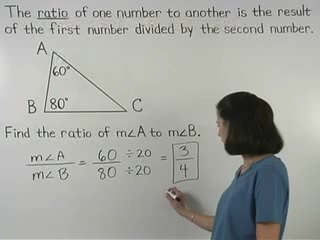 The ratio of one number to another is the result
of the first number divided by the second number.
A
60°
B 80° C
Find the ratio of m∠A to m∠B.
m∠A / m∠B = 60 ÷20 / 80 ÷20 = 3 / 4